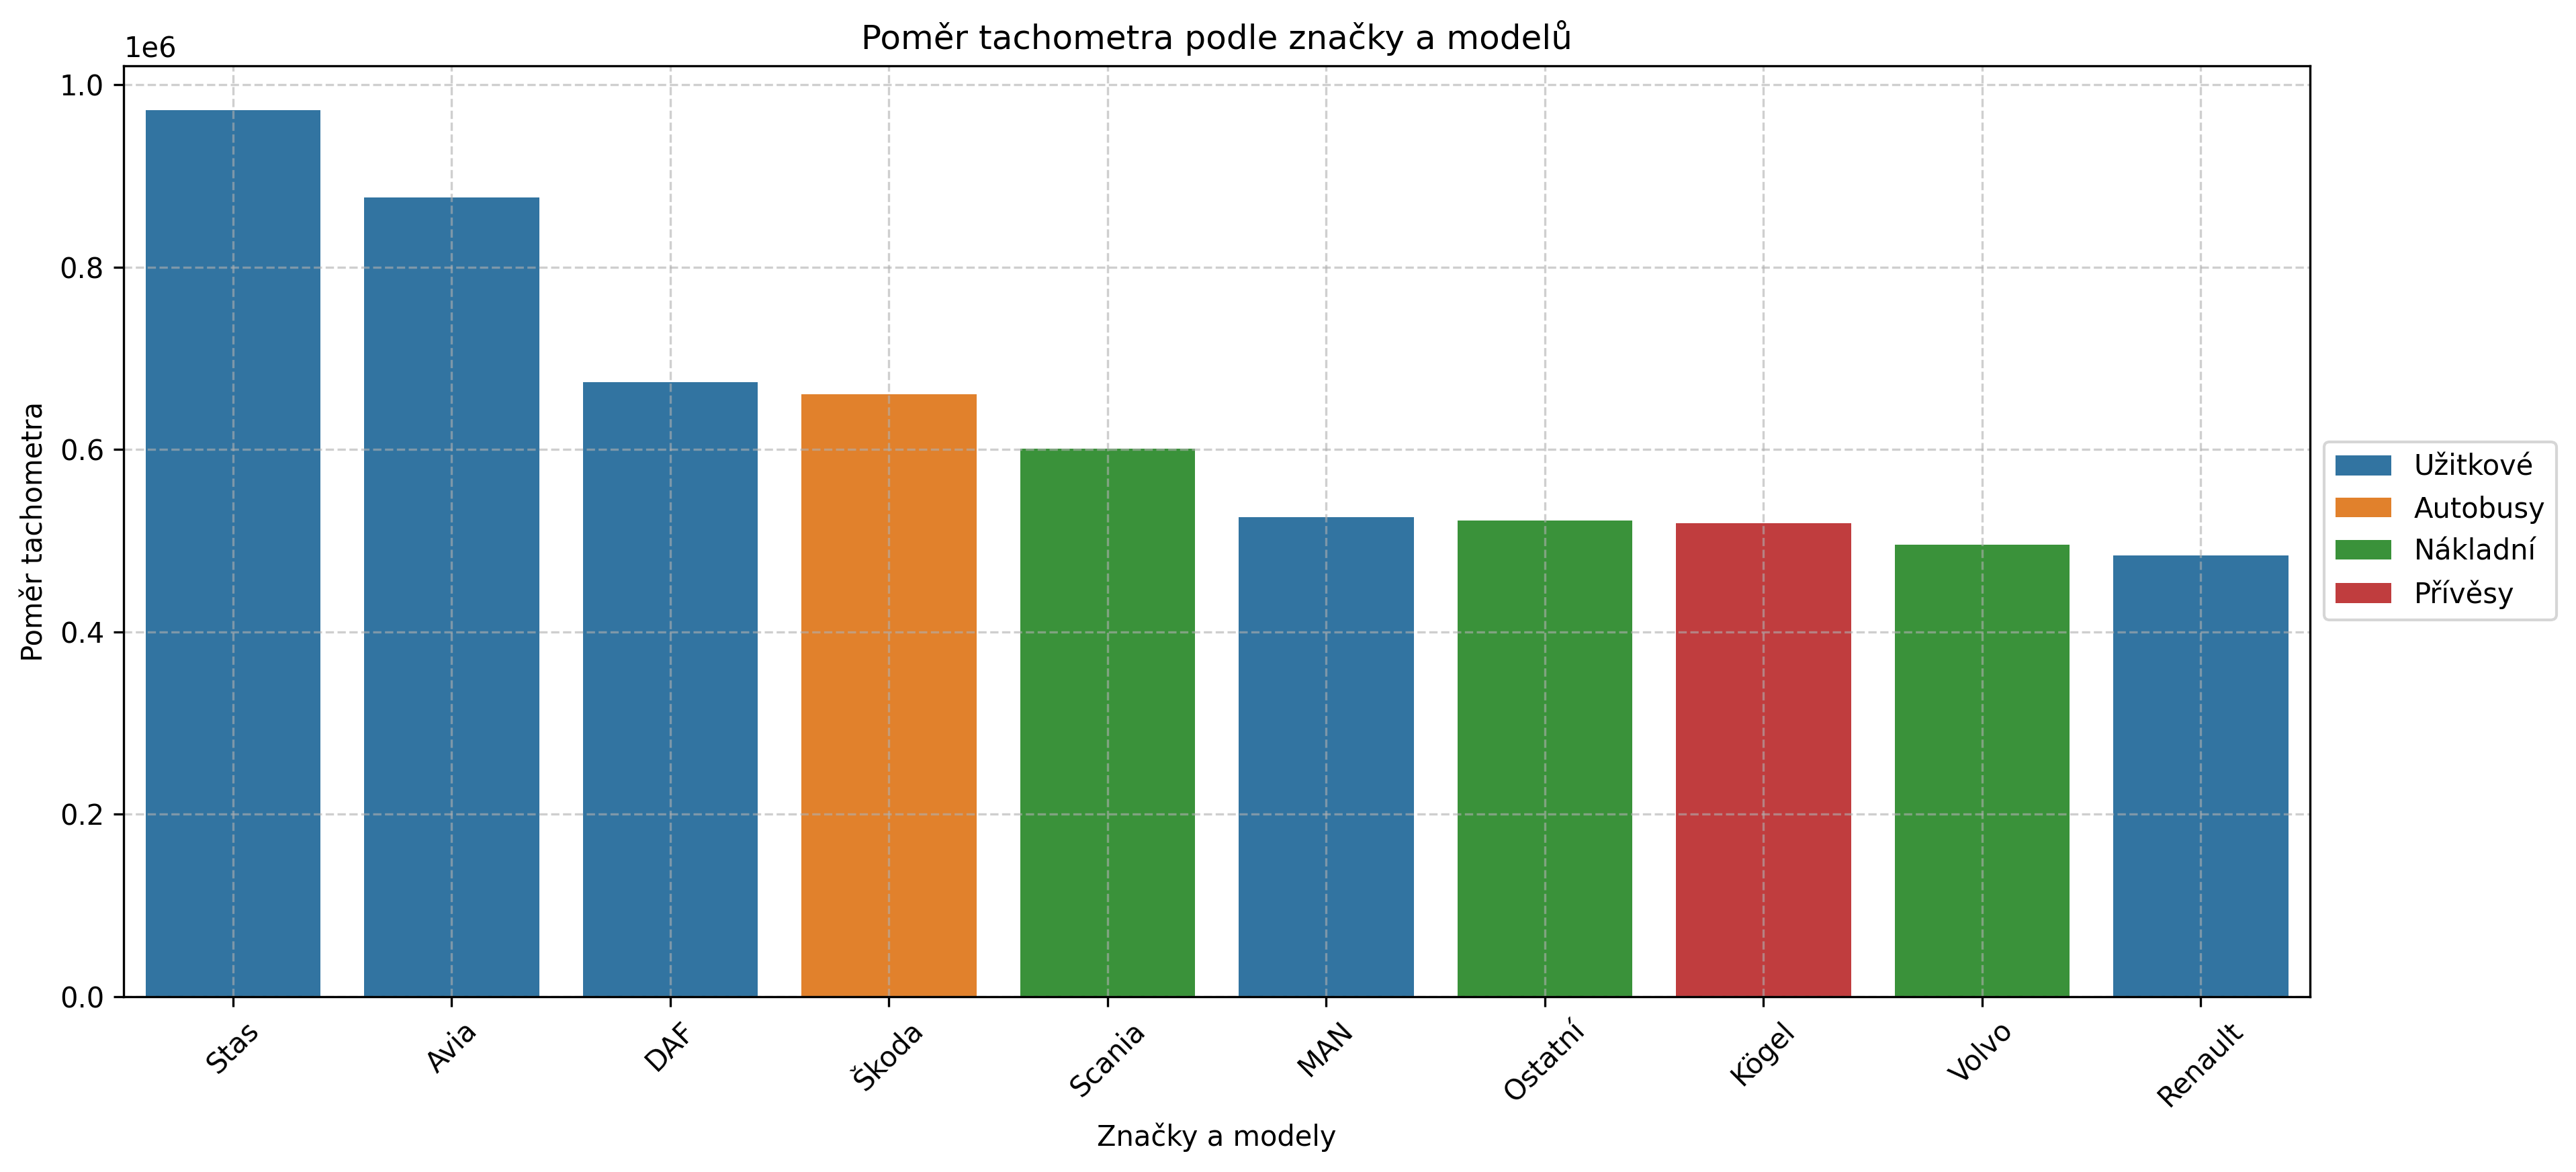 Poměr tachometra podle značky a modelů
1e6
1.0
0.8
0.6
0.4
0.2
0.0
Poměr tachometra
Stas
Avia
DAF
Škoda
Scania
MAN
Ostatní
Kögel
Volvo
Renault
Značky a modely
Užitkové
Autobusy
Nákladní
Přívěsy